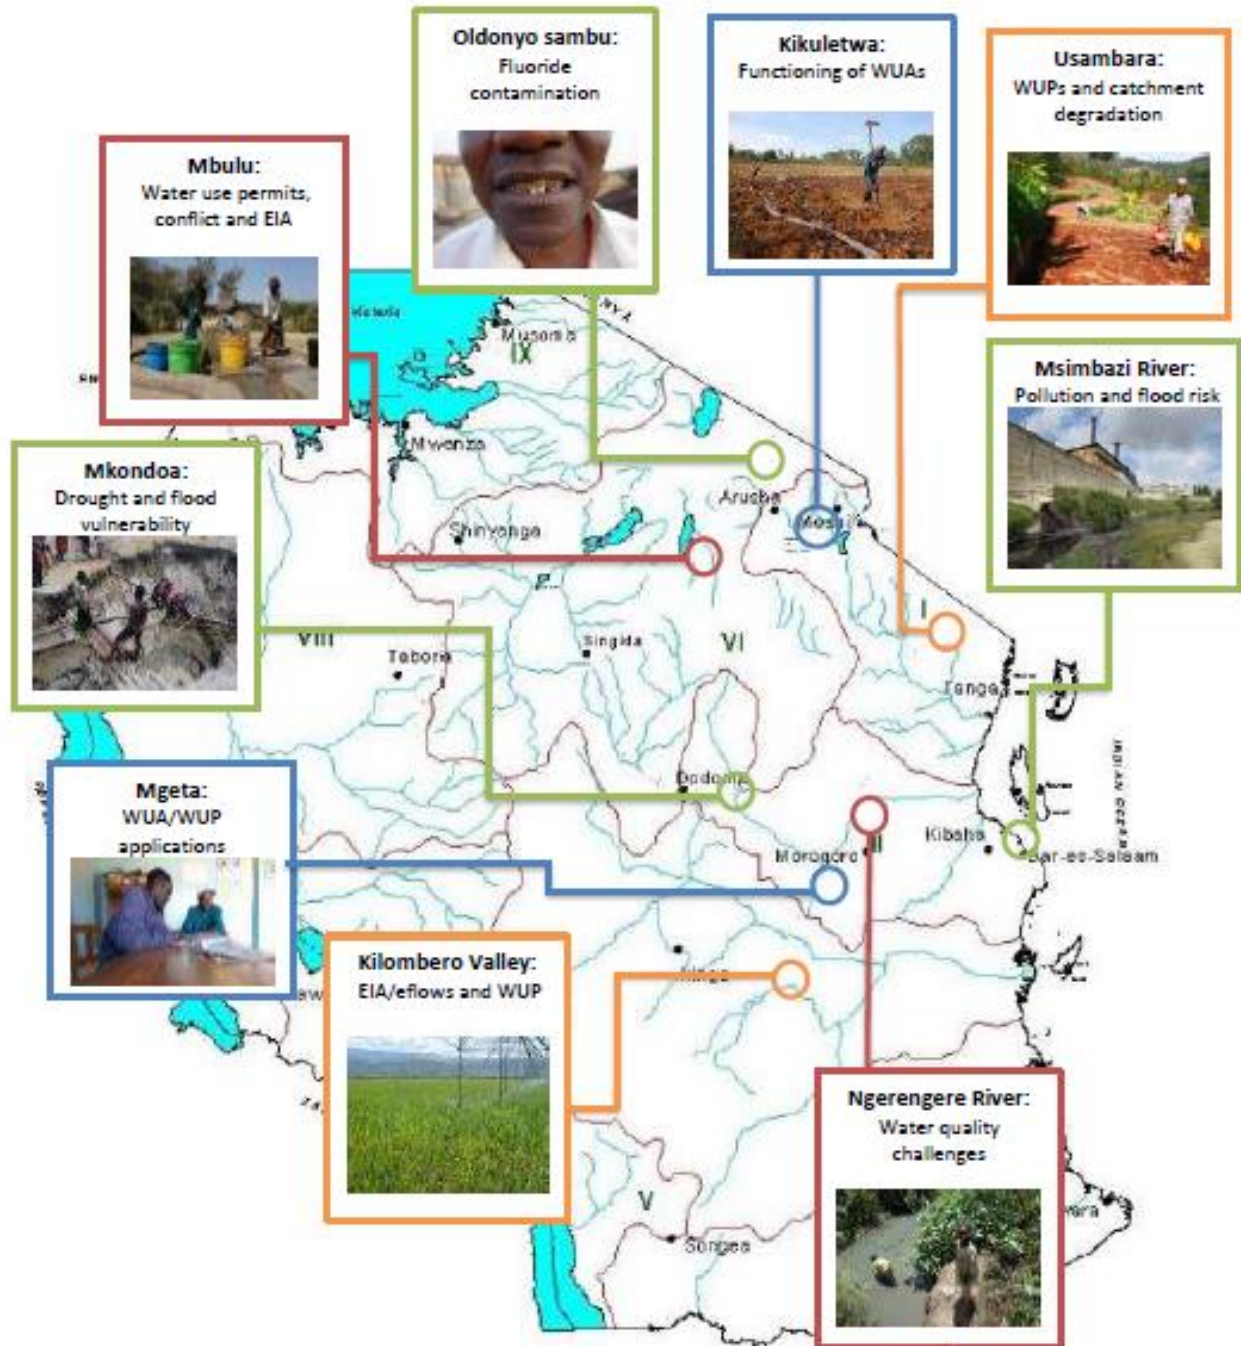 Oldonyo sambu:
Fluoride
contamination
Kikuletwa:
Functioning of WUAs
Usambara:
WUPs and catchment
degradation
Mbulu:
Water use permits,
conflict and EIA
Msimbazi River:
Pollution and flood risk
Mkondoa:
Drought and flood
vulnerability
Mgeta:
WUA/WUP
applications
Kilombero Valley:
EIA/eflows and WUP
Ngerengere River:
Water quality
challenges
Musoma
IX
Mwanza
Arusha
Moshi
Shinyanga
VIII
Tabora
Singida
VI
I
Tanga
Dodoma
Morogoro
II
Kibaha
Dar-es-Salaam
INDIAN OCEAN
V
Songea